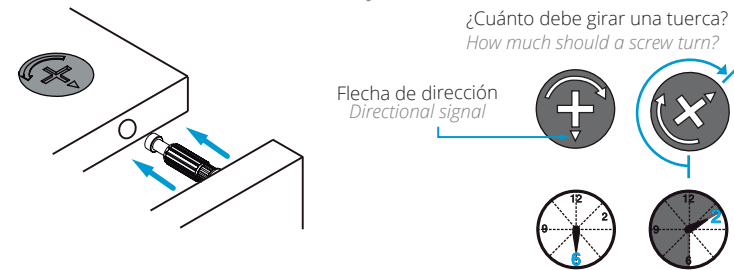 ¿Cuánto debe girar una tuerca?
How much should a screw turn?
Flecha de dirección
Directional signal
12
2
9
6
12
2
9
6